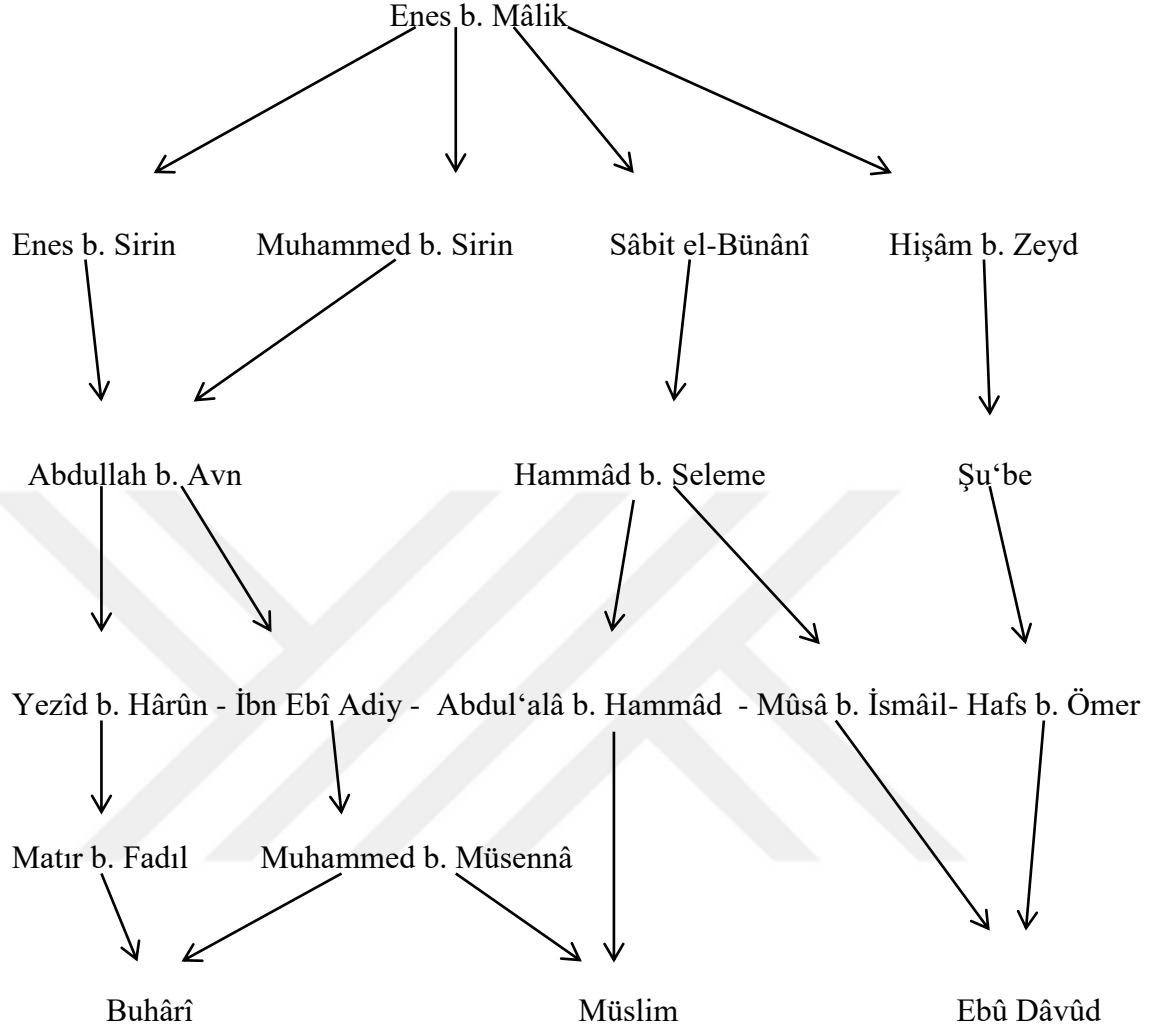 Enes b. Mâlik
Enes b. Sirin Muhammed b. Sirin Sâbit el-Bünânî Hişâm b. Zeyd
Abdullah b. Avn Hammâd b. Seleme Şu‘be
Yezîd b. Hârûn - İbn Ebî Adiy - Abdul‘alâ b. Hammâd - Mûsâ b. İsmâil- Hafs b. Ömer
Matır b. Fadıl Muhammed b. Müsennâ
Buhârî Müslim Ebû Dâvûd